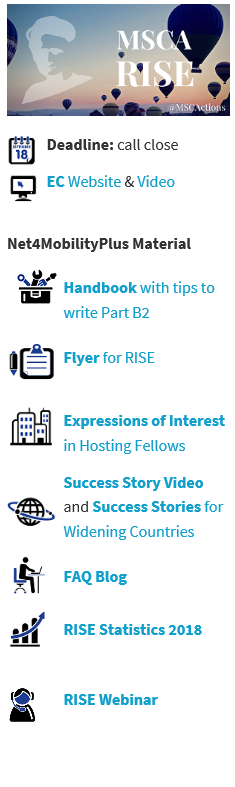 MSCA
RISE
@MSCActions
Deadline: call close
18
EC Website & Video
Net4MobilityPlus Material
Handbook with tips to
write Part B2
Flyer for RISE
Expressions of Interest
in Hosting Fellows
Success Story Video
and Success Stories for
Widening Countries
FAQ Blog
RISE Statistics 2018
RISE Webinar